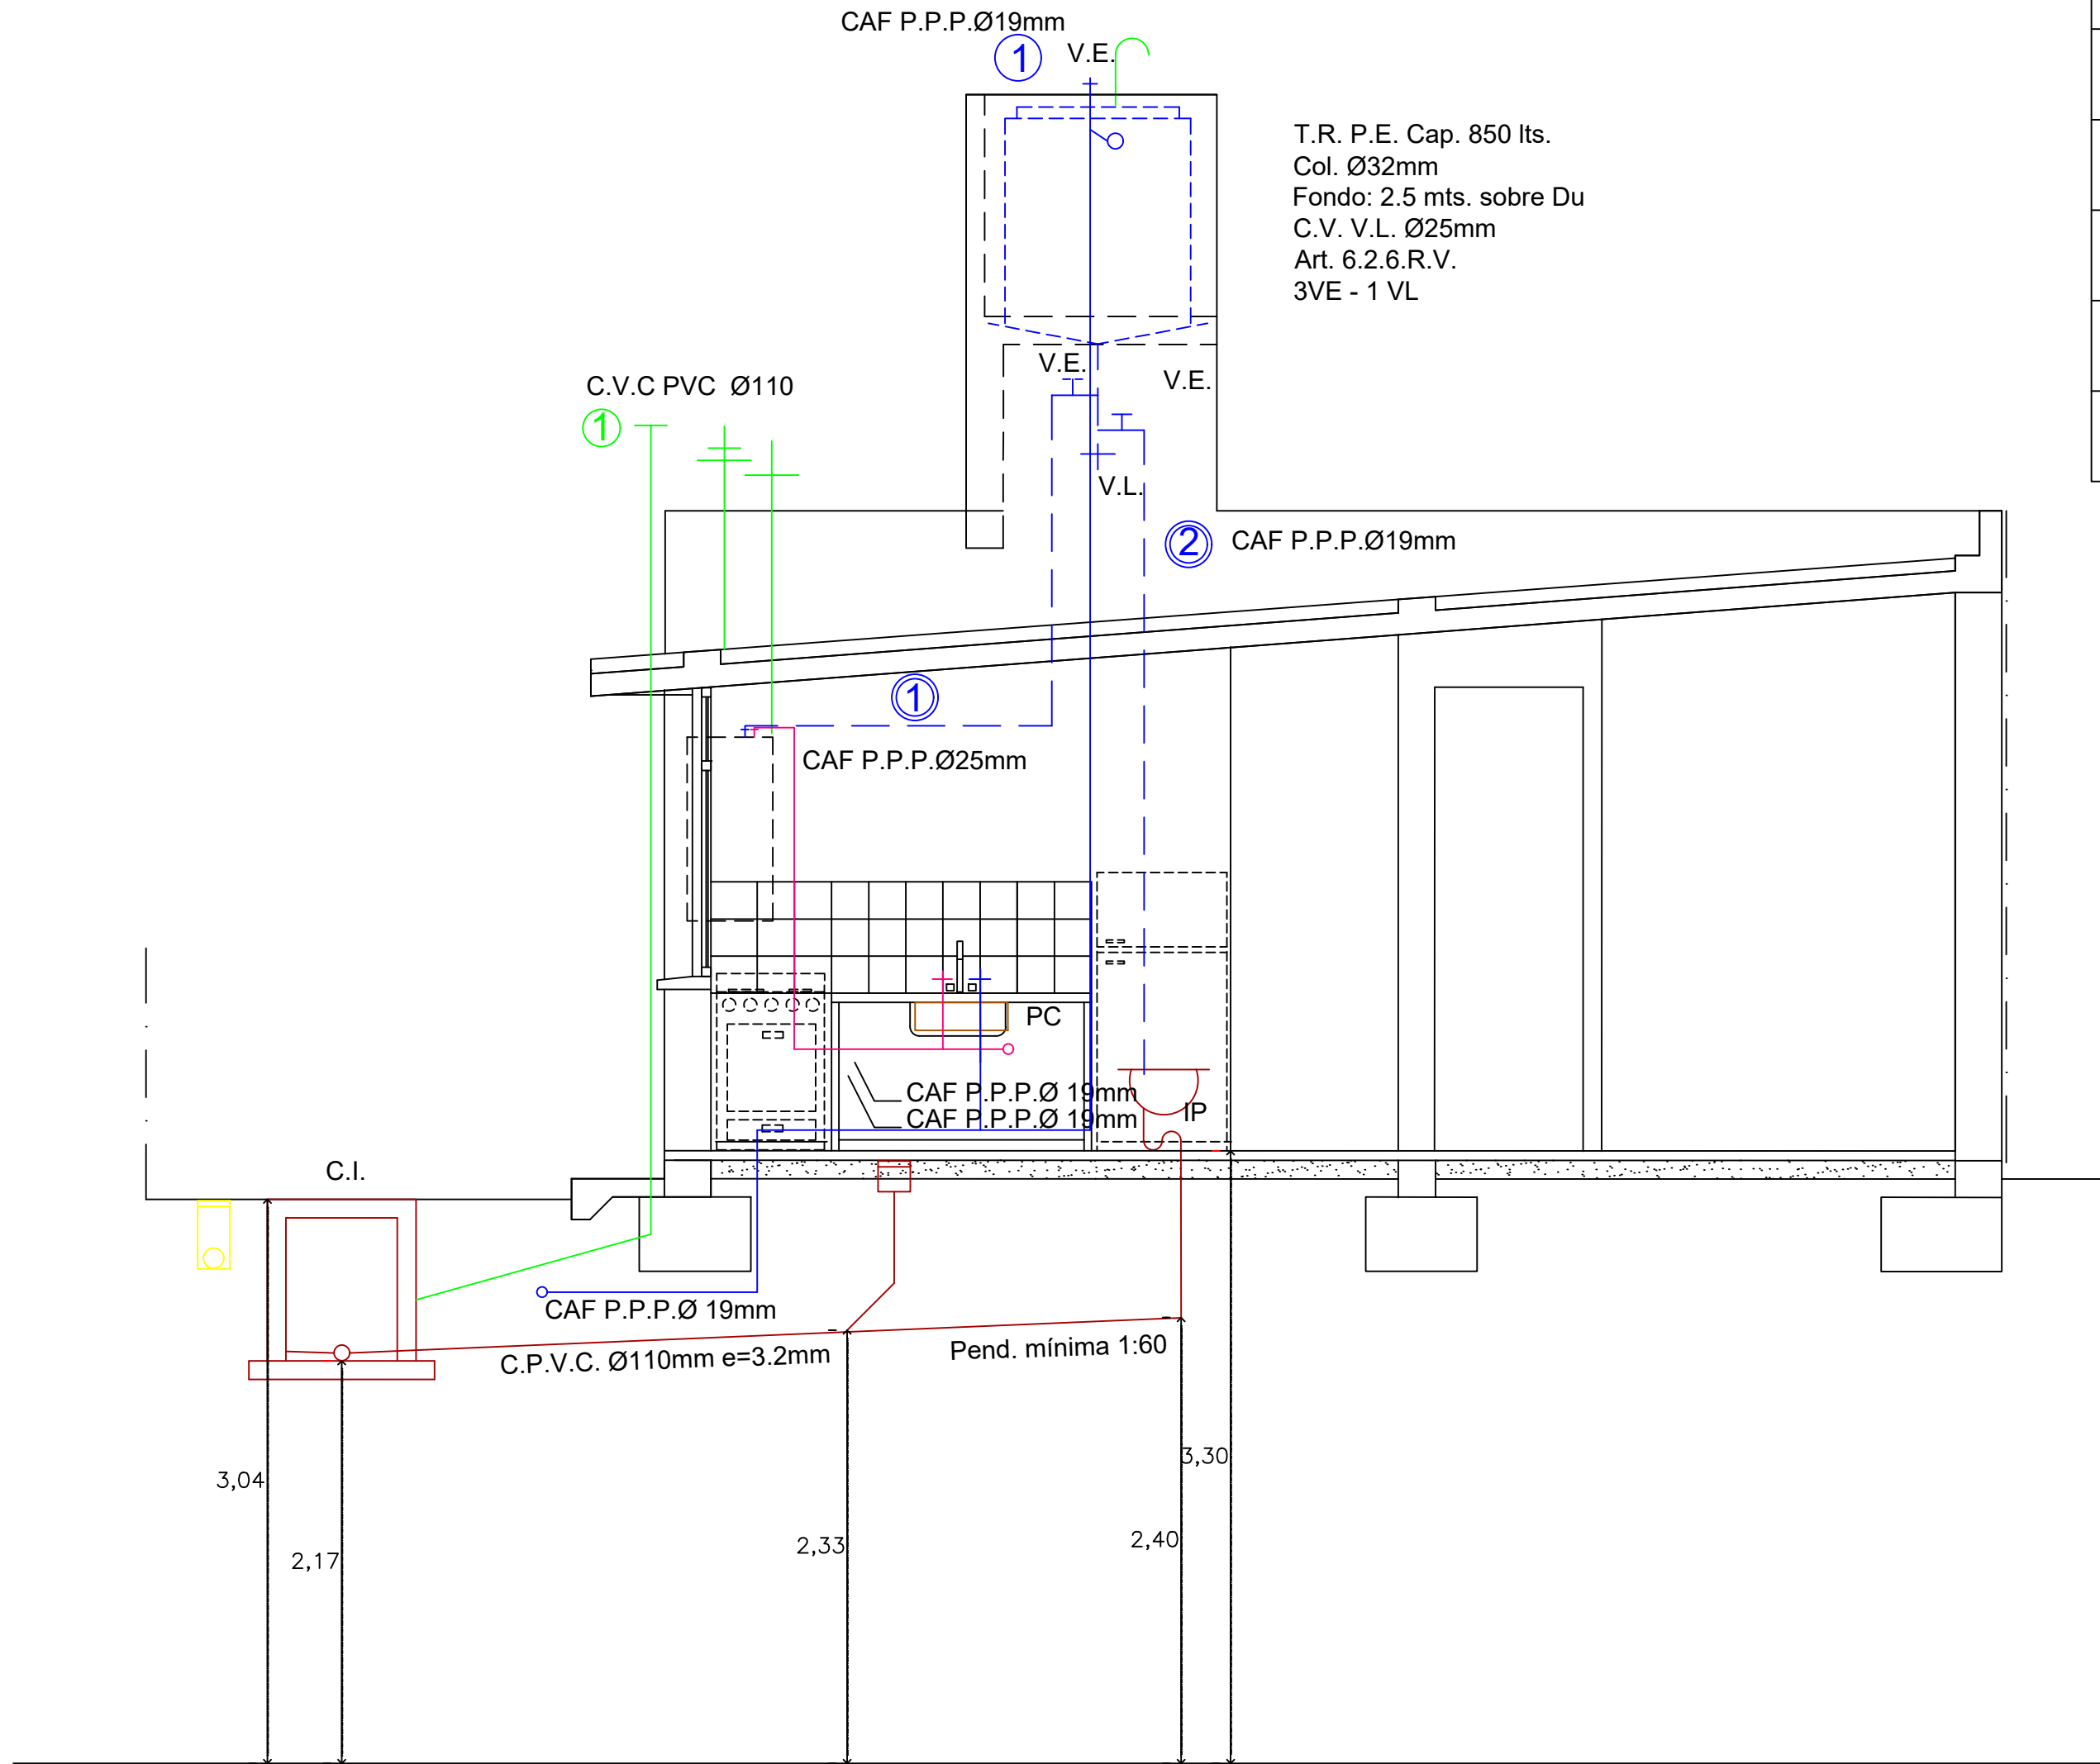 CAF P.P.P.Ø19mm
1
V.E.
T.R. P.E. Cap. 850 lts.
Col. Ø32mm
Fondo: 2.5 mts. sobre Du
C.V. V.L. Ø25mm
Art. 6.2.6.R.V.
3VE - 1 VL
V.E.
V.E.
C.V.C PVC Ø110
1
V.L.
2
CAF P.P.P.Ø19mm
1
CAF P.P.P.Ø25mm
PC
CAF P.P.P.Ø 19mm
CAF P.P.P.Ø 19mm
IP
C.I.
CAF P.P.P.Ø 19mm
C.P.V.C. Ø110mm e=3.2mm
Pend. mínima 1:60
3,04
2,17
2,33
2,40
3,30